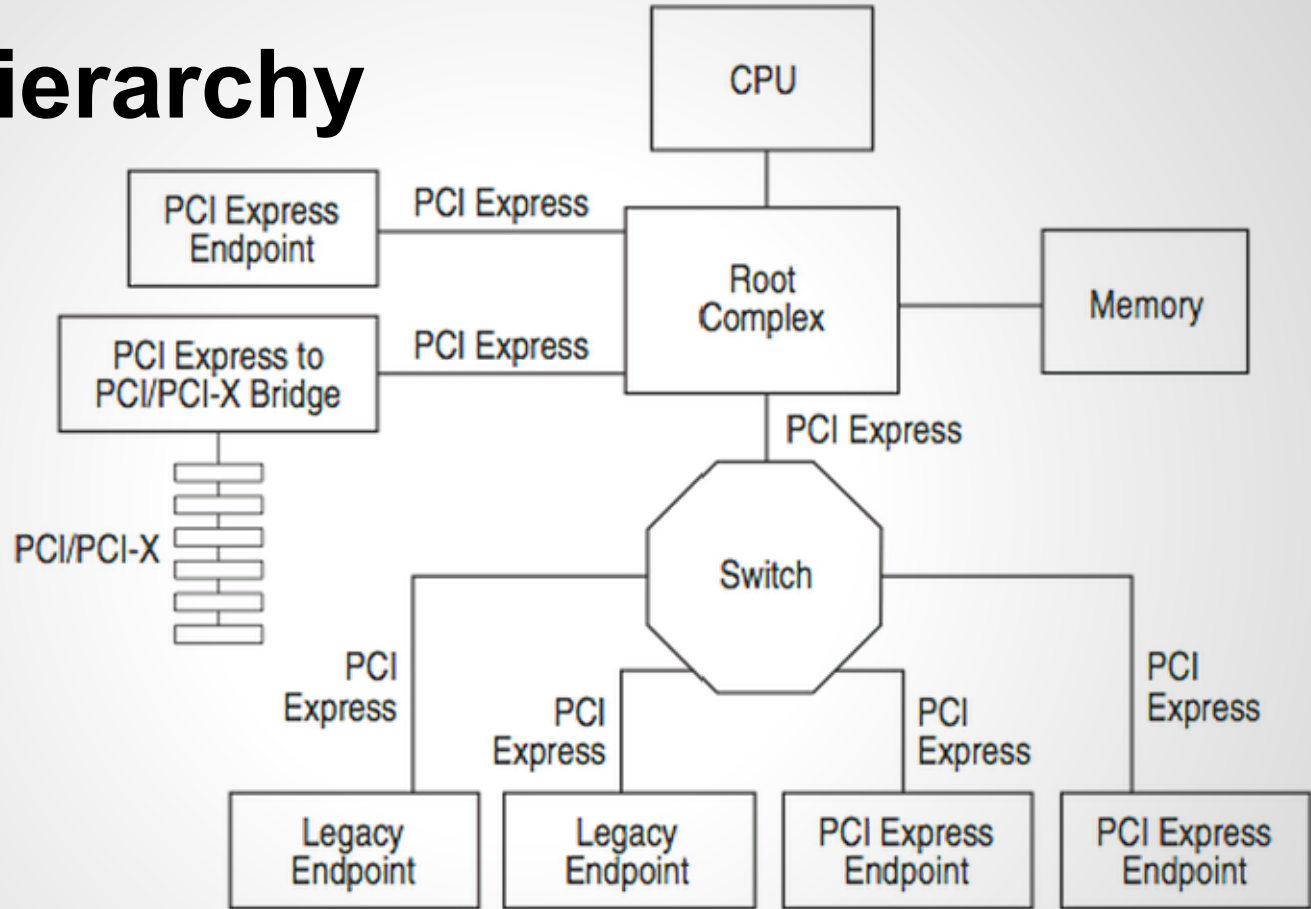 ierarchy
CPU
PCI Express
Endpoint
PCI Express
Root
Complex
Memory
PCI Express to
PCI/PCI-X Bridge
PCI Express
PCI Express
PCI/PCI-X
Switch
PCI
Express
PCI
Express
PCI
Express
PCI
Express
Legacy
Endpoint
Legacy
Endpoint
PCI Express
Endpoint
PCI Express
Endpoint